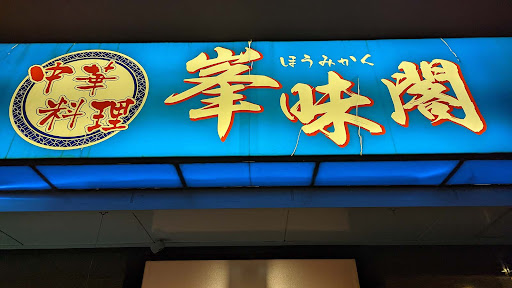 中華
料理
ほうみかく
峯味閣